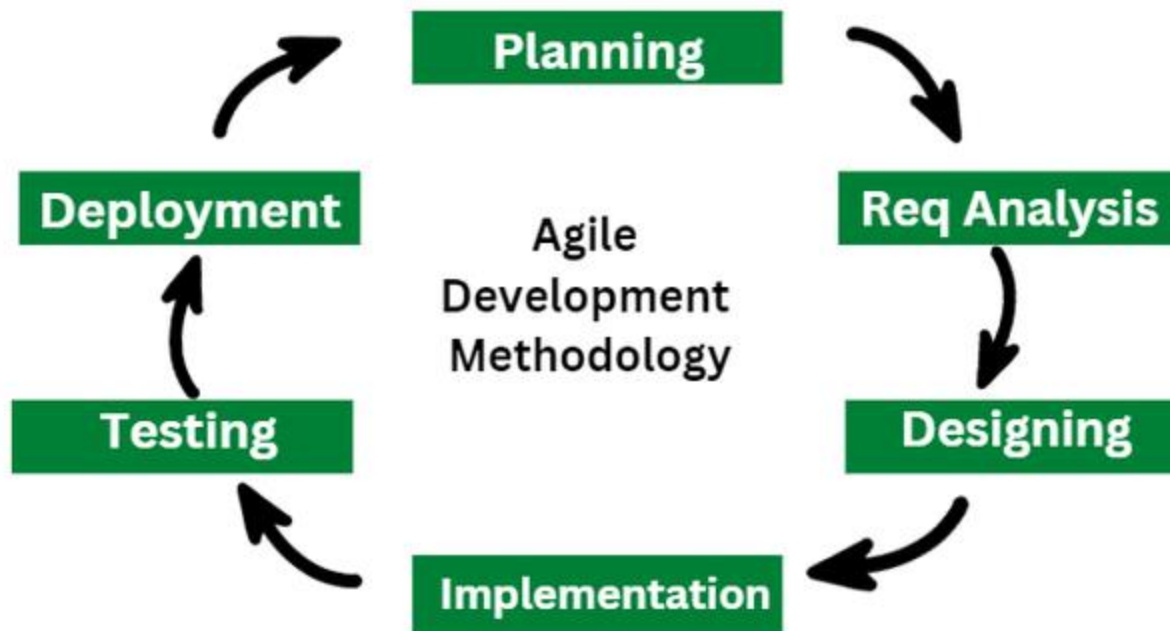 Planning
Req Analysis
Designing
Implementation
Testing
Deployment
Agile
Development
Methodology